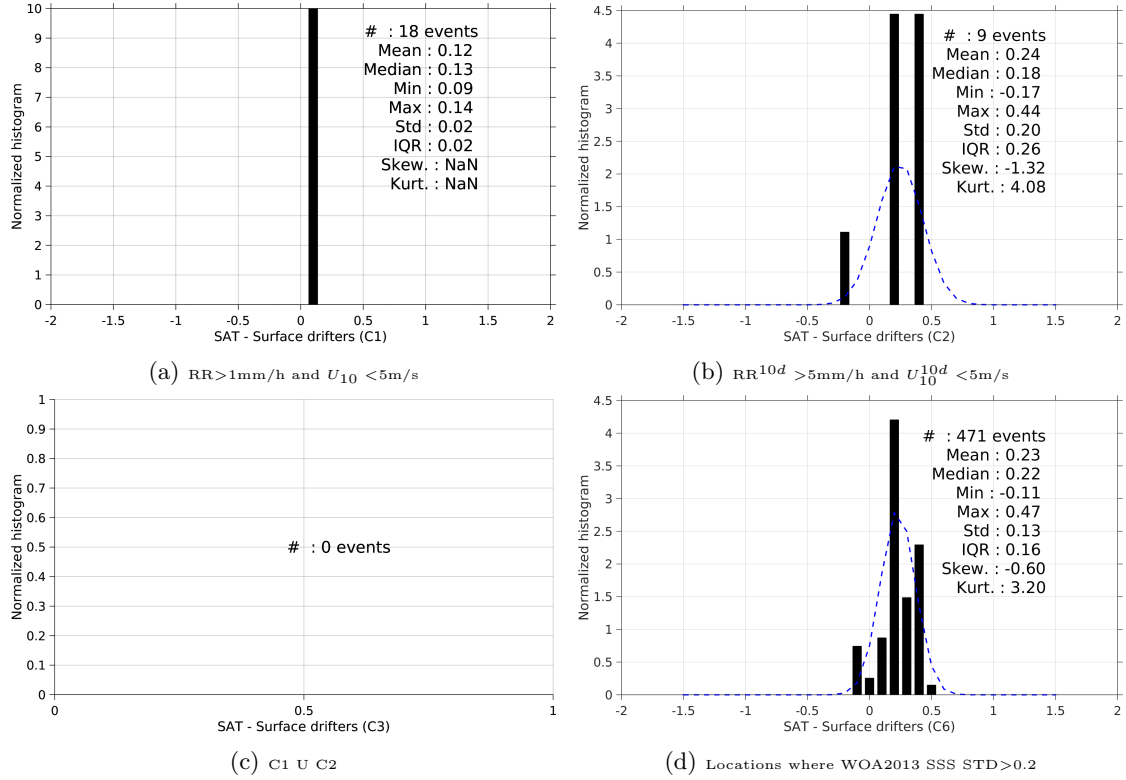 Normalized histogram
10
9
8
7
6
5
4
3
2
1
0
-2 -1.5 -1 -0.5 0 0.5 1 1.5 2
# : 18 events
Mean : 0.12
Median : 0.13
Min : 0.09
Max : 0.14
Std : 0.02
IQR : 0.02
Skew. : NaN
Kurt. : NaN
SAT - Surface drifters (C1)
(a) RR>1mm/h and U10 <5m/s
Normalized histogram
4.5
4
3.5
3
2.5
2
1.5
1
0.5
0
-2 -1.5 -1 -0.5 0 0.5 1 1.5 2
# : 9 events
Mean : 0.24
Median : 0.18
Min : -0.17
Max : 0.44
Std : 0.20
IQR : 0.26
Skew. : -1.32
Kurt. : 4.08
SAT - Surface drifters (C2)
(b) RR^10d >5mm/h and U10^10d <5m/s
Normalized histogram
1
0.9
0.8
0.7
0.6
0.5
0.4
0.3
0.2
0.1
0
0 0.5 1
# : 0 events
SAT - Surface drifters (C3)
(c) C1 U C2
Normalized histogram
4.5
4
3.5
3
2.5
2
1.5
1
0.5
0
-2 -1.5 -1 -0.5 0 0.5 1 1.5 2
# : 471 events
Mean : 0.23
Median : 0.22
Min : -0.11
Max : 0.47
Std : 0.13
IQR : 0.16
Skew. : -0.60
Kurt. : 3.20
SAT - Surface drifters (C6)
(d) Locations where WOA2013 SSS STD>0.2